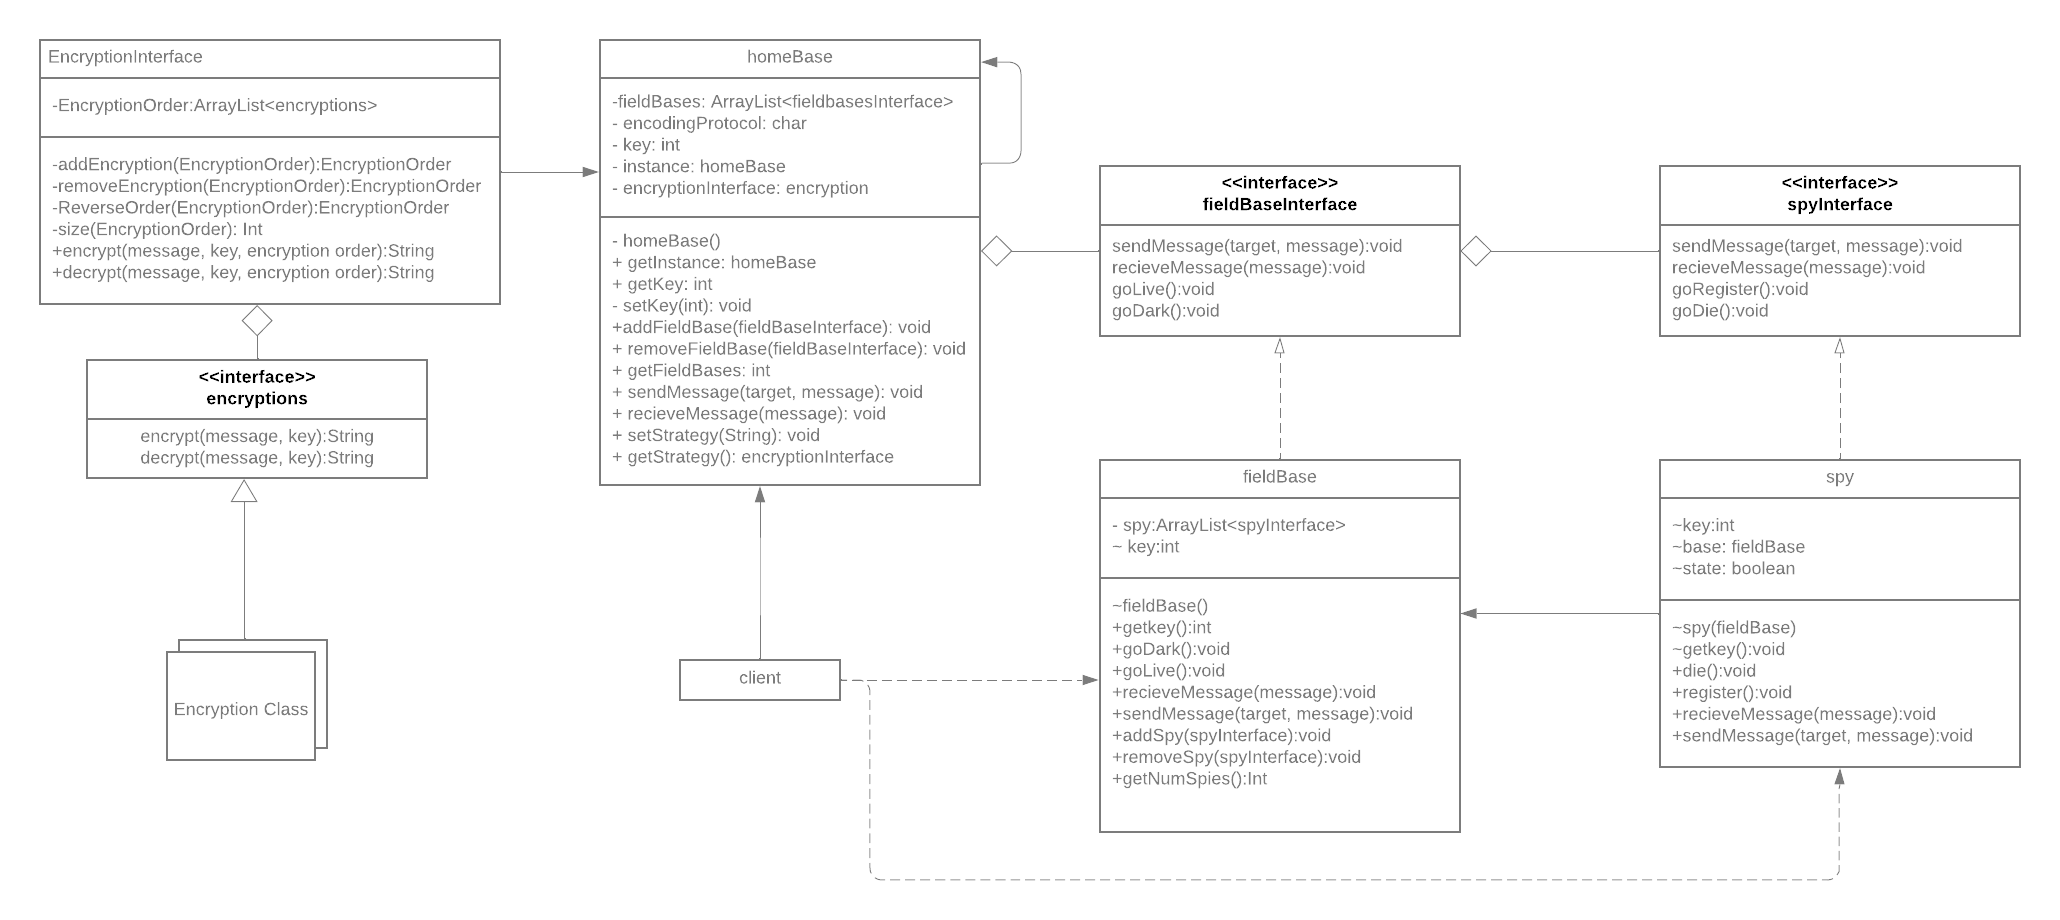 EncryptionInterface
-EncryptionOrder:ArrayList<encryptions>
-addEncryption(EncryptionOrder):EncryptionOrder
-removeEncryption(EncryptionOrder):EncryptionOrder
-ReverseOrder(EncryptionOrder):EncryptionOrder
-size(EncryptionOrder): Int
+encrypt(message, key, encryption order):String
+decrypt(message, key, encryption order):String
<<interface>>
encryptions
encrypt(message, key):String
decrypt(message, key):String
Encryption Class
homeBase
-fieldBases: ArrayList<fieldbasesInterface>
- encodingProtocol: char
- key: int
- instance: homeBase
- encryptionInterface: encryption
- homeBase()
+ getInstance: homeBase
+ getKey: int
- setKey(int): void
+addFieldBase(fieldBaseInterface): void
+ removeFieldBase(fieldBaseInterface): void
+ getFieldBases: int
+ sendMessage(target, message): void
+ recieveMessage(message): void
+ setStrategy(String): void
+ getStrategy(): encryptionInterface
client
<<interface>>
fieldBaseInterface
sendMessage(target, message):void
recieveMessage(message):void
goLive():void
goDark():void
fieldBase
- spy:ArrayList<spyInterface>
~ key:int
~fieldBase()
+getkey():int
+goDark():void
+goLive():void
+recieveMessage(message):void
+sendMessage(target, message):void
+addSpy(spyInterface):void
+removeSpy(spyInterface):void
+getNumSpies():Int
<<interface>>
spyInterface
sendMessage(target, message):void
recieveMessage(message):void
goRegister():void
goDie():void
spy
~key:int
~base: fieldBase
~state: boolean
~spy(fieldBase)
~getkey():void
+die():void
+register():void
+recieveMessage(message):void
+sendMessage(target, message):void